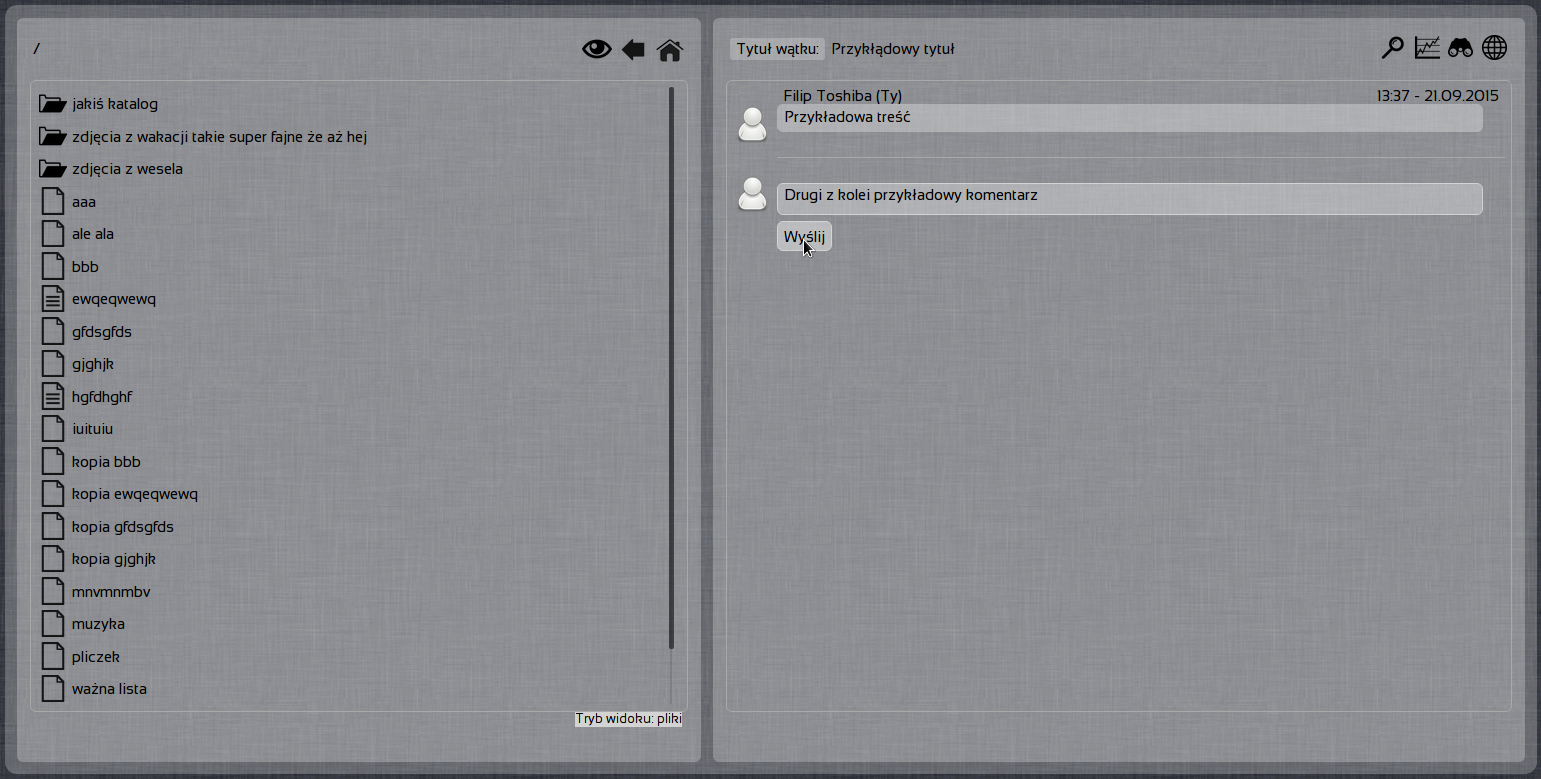 /
jakiś katalog
zdjęcia z wakacji takie super fajne że aż hej
zdjęcia z wesela
aaa
ale ala
bbb
ewqeqwewq
gfdsgfds
gjghjk
hgfdhghf
iuituiu
kopia bbb
kopia ewqeqwewq
kopia gfdsgfds
kopia gjghjk
mnvmnmbv
muzyka
pliczek
ważna lista
Tryb widoku: pliki
Tytuł wątku: Przykłądowy tytuł
Filip Toshiba (Ty) 13:37 - 21.09.2015
Przykładowa treść
Drugi z kolei przykładowy komentarz
Wyślij